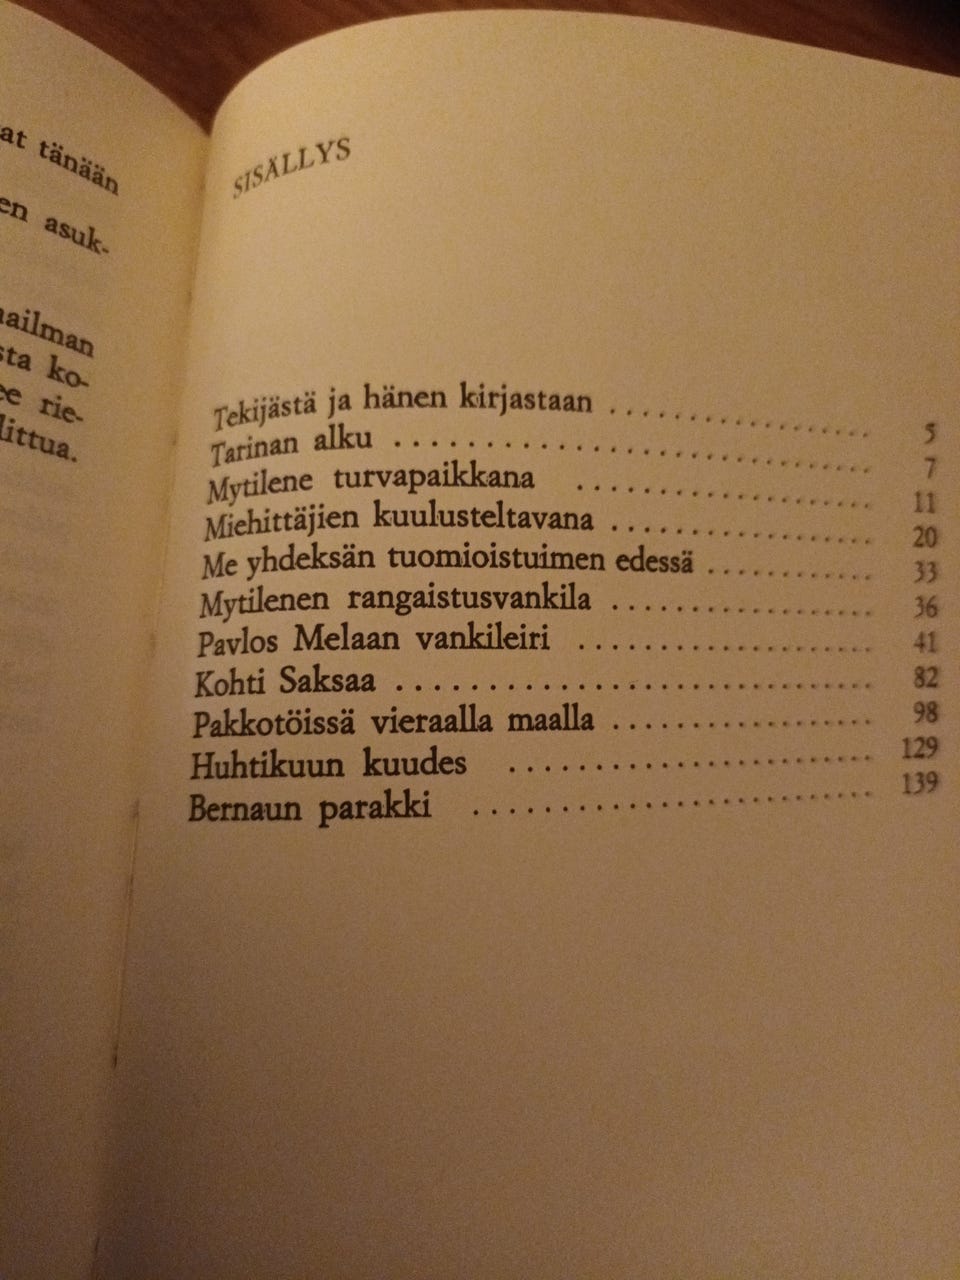 at tänään
en asuk-
ailman
sta ko-
ee rie-
littua.
SISÄLLYS
Tekijästä ja hänen kirjastaan . . . . . . . . . . . . . . . 5
Tarinan alku . . . . . . . . . . . . . . . . . . . . . . . . . 7
Mytilene turvapaikkana . . . . . . . . . . . . . . . . 11
Miehittäjien kuulusteltavana . . . . . . . . . . . . . . 20
Me yhdeksän tuomioistuimen edessä . . . . . . . . . 33
Mytilenen rangaistusvankila . . . . . . . . . . . . . . 36
Pavlos Melaan vankileiri . . . . . . . . . . . . . . . . 41
Kohti Saksaa . . . . . . . . . . . . . . . . . . . . . . . . . 82
Pakkotöissä vieraalla maalla . . . . . . . . . . . . . . 98
Huhtikuun kuudes . . . . . . . . . . . . . . . . . . . 129
Bernaun parakki . . . . . . . . . . . . . . . . . . . . . 139